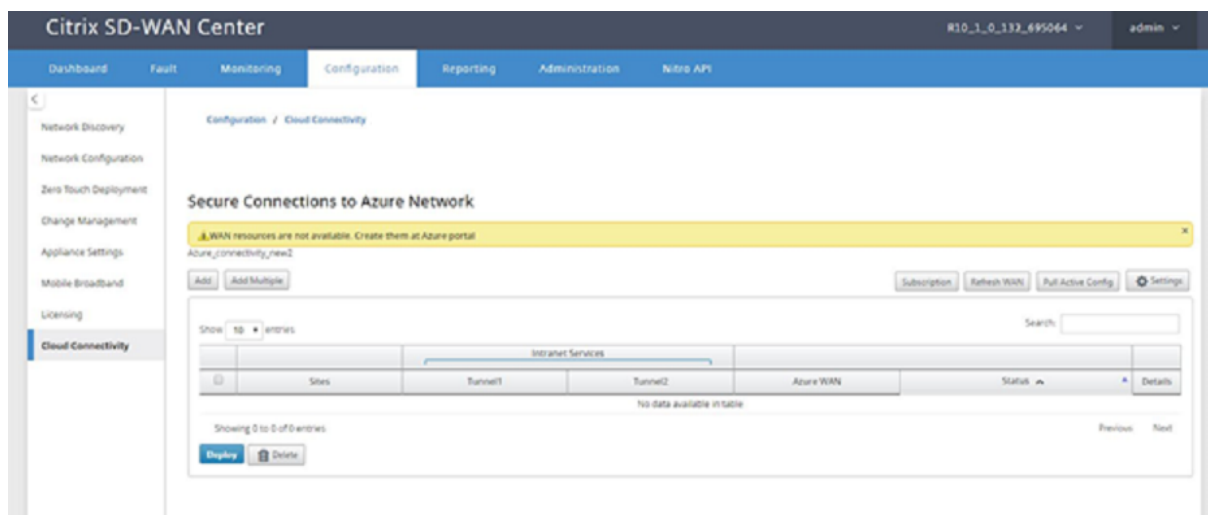 Citrix SD-WAN Center
R10_1_0_133_695064 admin
Dashboard Fault Monitoring Configuration Reporting Administration Nitro API
Configuration / Cloud Connectivity
Network Discovery
Network Configuration
Zero Touch Deployment
Change Management
Appliance Settings
Mobile Broadband
Licensing
Cloud Connectivity
Secure Connections to Azure Network
WAN resources are not available. Create them at Azure portal
Azure_connectivity_new2
Add Add Multiple Subscription Refresh WAN Pull Active Config Settings
Show 10 entries Search:
Intranet Services
Sites Tunnel1 Tunnel2 Azure WAN Status Details
No data available in table
Showing 0 to 0 of 0 entries Previous Next
Deploy Delete